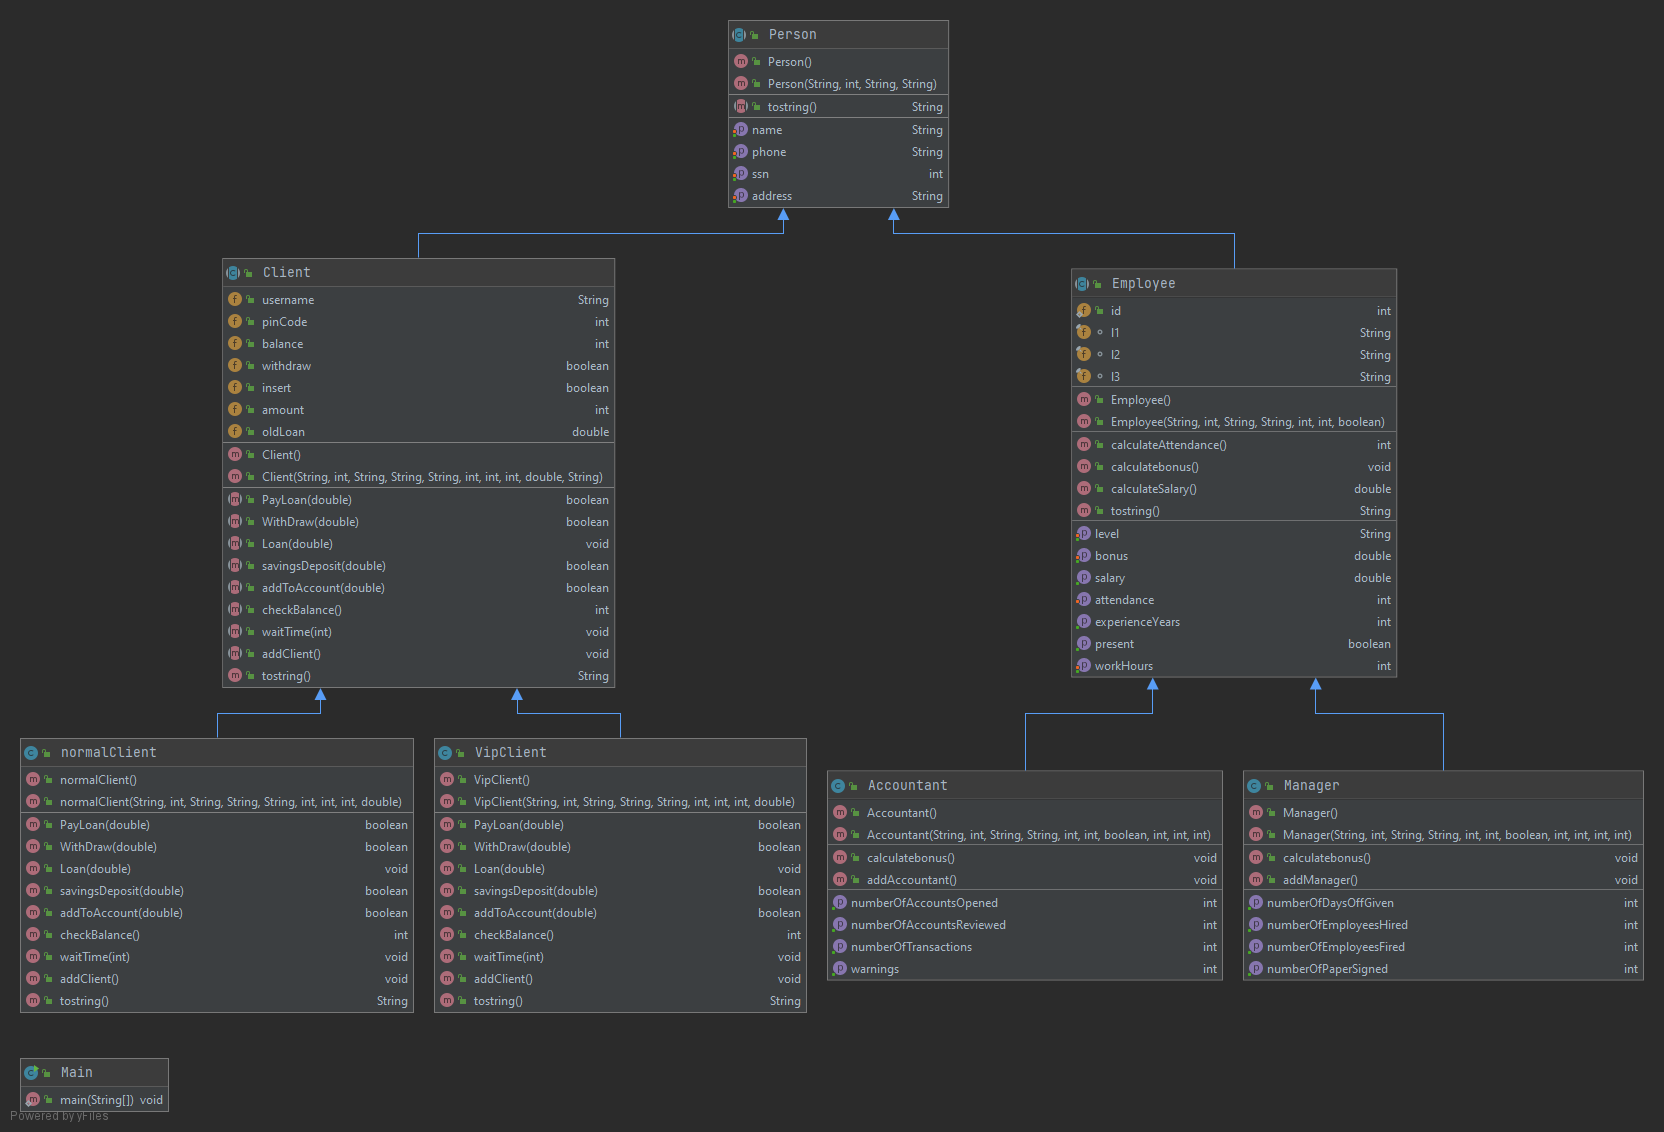 Person
Person()
Person(String, int, String, String)
tostring() String
name String
phone String
ssn int
address String
Client
username String
pinCode int
balance int
withdraw boolean
insert boolean
amount int
oldLoan double
Client()
Client(String, int, String, String, String, int, int, int, double, String)
PayLoan(double) boolean
WithDraw(double) boolean
Loan(double) void
savingsDeposit(double) boolean
addToAccount(double) boolean
checkBalance() int
waitTime(int) void
addClient() void
tostring() String
Employee
id int
l1 String
l2 String
l3 String
Employee()
Employee(String, int, String, String, int, int, boolean)
calculateAttendance() int
calculatebonus() void
calculateSalary() double
tostring() String
level String
bonus double
salary double
attendance int
experienceYears int
present boolean
workHours int
normalClient
normalClient()
normalClient(String, int, String, String, String, int, int, int, double)
PayLoan(double) boolean
WithDraw(double) boolean
Loan(double) void
savingsDeposit(double) boolean
addToAccount(double) boolean
checkBalance() int
waitTime(int) void
addClient() void
tostring() String
VipClient
VipClient()
VipClient(String, int, String, String, String, int, int, int, double)
PayLoan(double) boolean
WithDraw(double) boolean
Loan(double) void
savingsDeposit(double) boolean
addToAccount(double) boolean
checkBalance() int
waitTime(int) void
addClient() void
tostring() String
Accountant
Accountant()
Accountant(String, int, String, String, int, int, boolean, int, int, int)
calculatebonus() void
addAccountant() void
numberOfAccountsOpened int
numberOfAccountsReviewed int
numberOfTransactions int
warnings int
Manager
Manager()
Manager(String, int, String, String, int, int, boolean, int, int, int, int)
calculatebonus() void
addManager() void
numberOfDaysOffGiven int
numberOfEmployeesHired int
numberOfEmployeesFired int
numberOfPaperSigned int
Main
main(String[]) void
Powered by yFiles